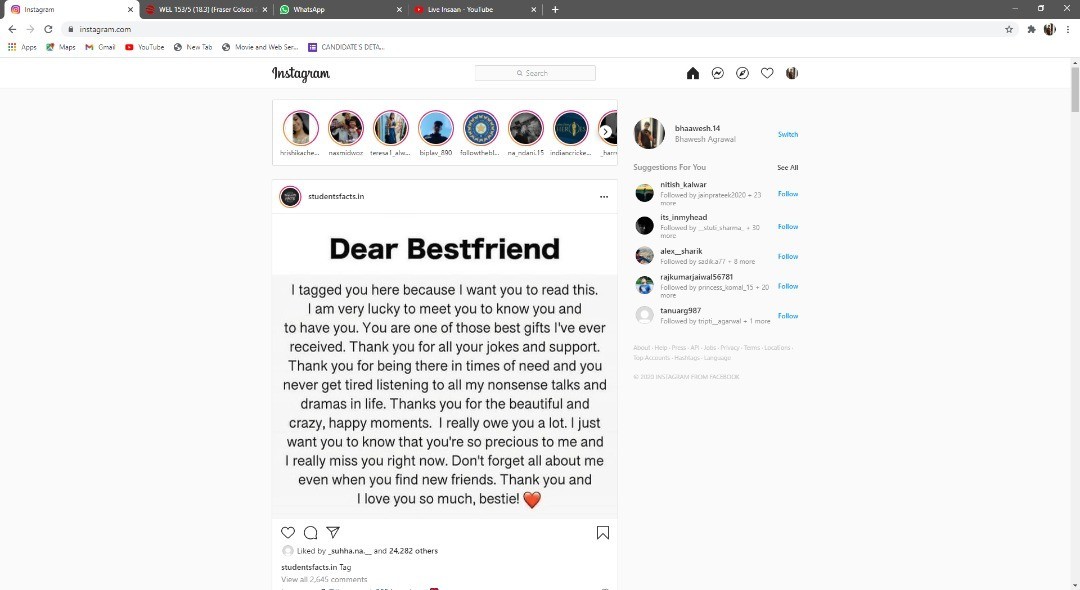 Instagram
WEL 153/5 (18.3) (Fraser Colson
WhatsApp
Live Insaan - YouTube
instagram.com
Apps
Maps
Gmail
YouTube
New Tab
Movie and Web Ser...
CANDIDATE'S DETA...
Instagram
Search
hrishikache...
nasmidwoz
teresa1_alw...
biplav_890
followthebl...
na_ndani.15
indiancricke...
_harr
bhaawesh.14
Bhawesh Agrawal
Switch
Suggestions For You
See All
nitish_kalwar
Followed by jainprateek2020 + 23
more
Follow
its_inmyhead
Followed by __stuti_sharma_ + 30
more
Follow
alex__sharik
Followed by sadik.a77 + 8 more
Follow
rajkumarjaiwal56781
Followed by princess_komal_15 + 20
more
Follow
tanuarg987
Followed by tripti__agarwal + 1 more
Follow
About · Help · Press · API · Jobs · Privacy · Terms · Locations ·
Top Accounts · Hashtags · Language
© 2020 INSTAGRAM FROM FACEBOOK
studentsfacts.in
Dear Bestfriend
I tagged you here because I want you to read this.
I am very lucky to meet you to know you and
to have you. You are one of those best gifts I've ever
received. Thank you for all your jokes and support.
Thank you for being there in times of need and you
never get tired listening to all my nonsense talks and
dramas in life. Thanks you for the beautiful and
crazy, happy moments. I really owe you a lot. I just
want you to know that you're so precious to me and
I really miss you right now. Don't forget all about me
even when you find new friends. Thank you and
I love you so much, bestie! ❤️
Liked by _suhha.na.__ and 24,282 others
studentsfacts.in Tag
View all 2,645 comments